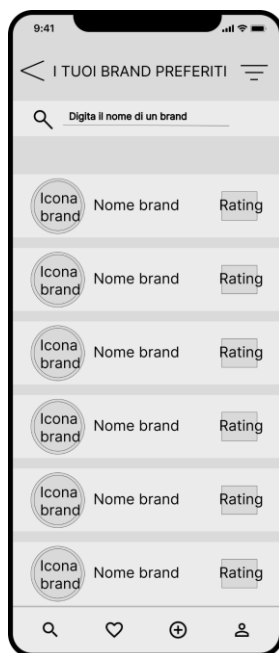 9:41
I TUOI BRAND PREFERITI
Digita il nome di un brand
Icona
brand
Nome brand
Rating
Icona
brand
Nome brand
Rating
Icona
brand
Nome brand
Rating
Icona
brand
Nome brand
Rating
Icona
brand
Nome brand
Rating
Icona
brand
Nome brand
Rating